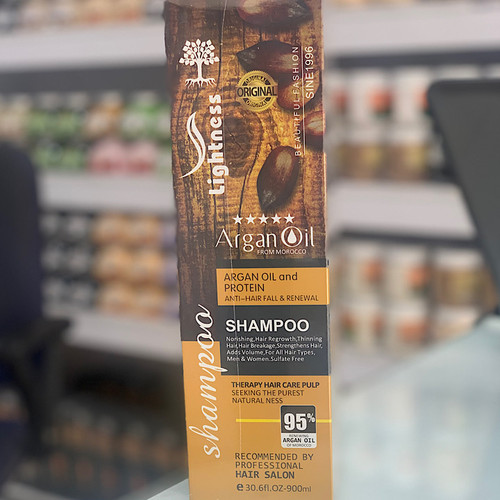 ORIGINAL
BEAUTIFUL-FASHION
SINE1996
Lightness
Argan Oil
FROM MOROCCO
ARGAN OIL and
PROTEIN
ANTI-HAIR FALL & RENEWAL
shampoo
SHAMPOO
Norishing,Hair Regrowth,Thinning
Hair,Hair Breakage,Strengthens Hair,
Adds Volume,For All Hair Types,
Men & Women.Sulfate Free
THERAPY HAIR CARE PULP
SEEKING THE PUREST
NATURAL NESS
95%
ARGAN OIL
OF MOROCCO
RECOMMENDED BY
PROFESSIONAL
HAIR SALON
e 30.6fl.OZ-900ml